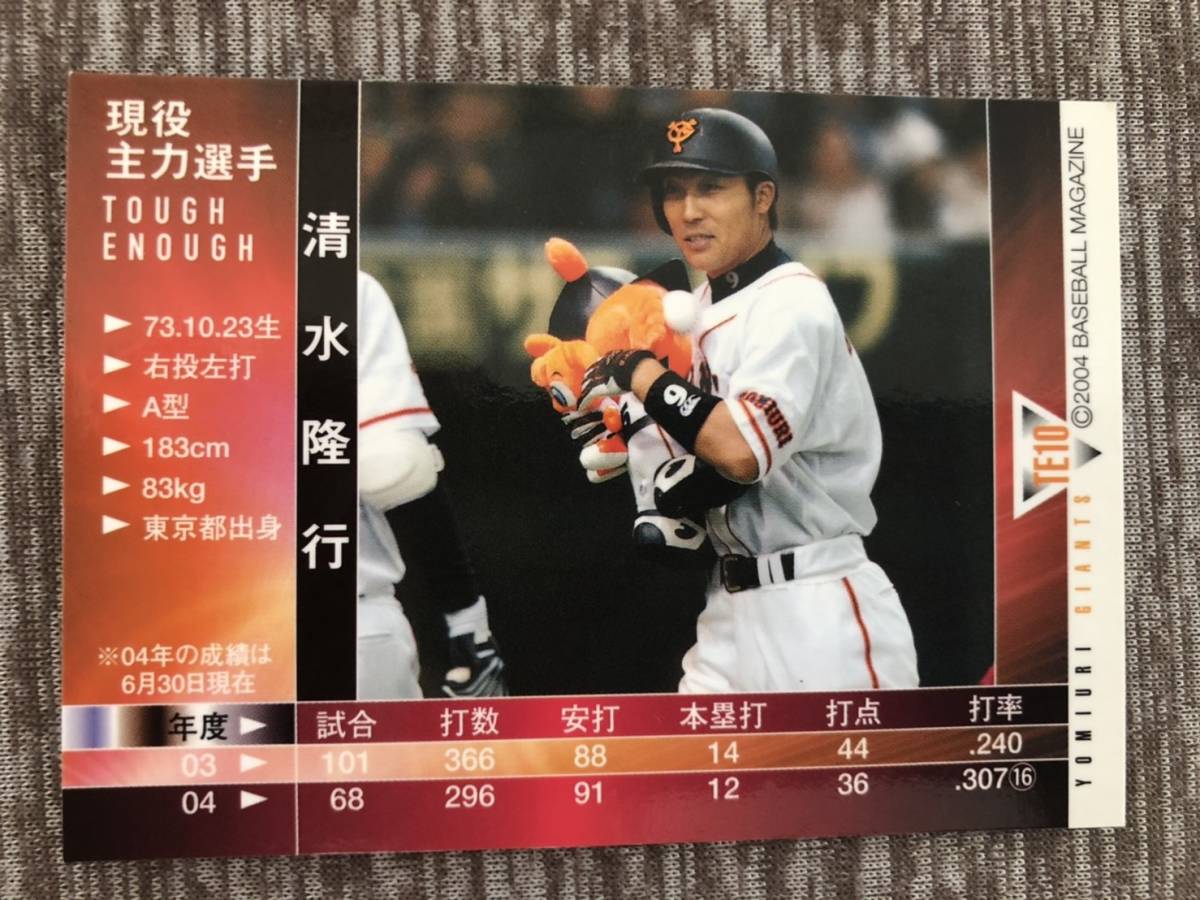 現役
主力選手
TOUGH
ENOUGH
▶ 73.10.23生
▶ 右投左打
▶ A型
▶ 183cm
▶ 83kg
▶ 東京都出身
※04年の成績は
6月30日現在
清水隆行
9
9
YOMIURI
年度▶ 試合 打数 安打 本塁打 打点 打率
03▶ 101 366 88 14 44 .240
04▶ 68 296 91 12 36 .307⑯
©2004 BASEBALL MAGAZINE
TE10
YOMIURI GIANTS